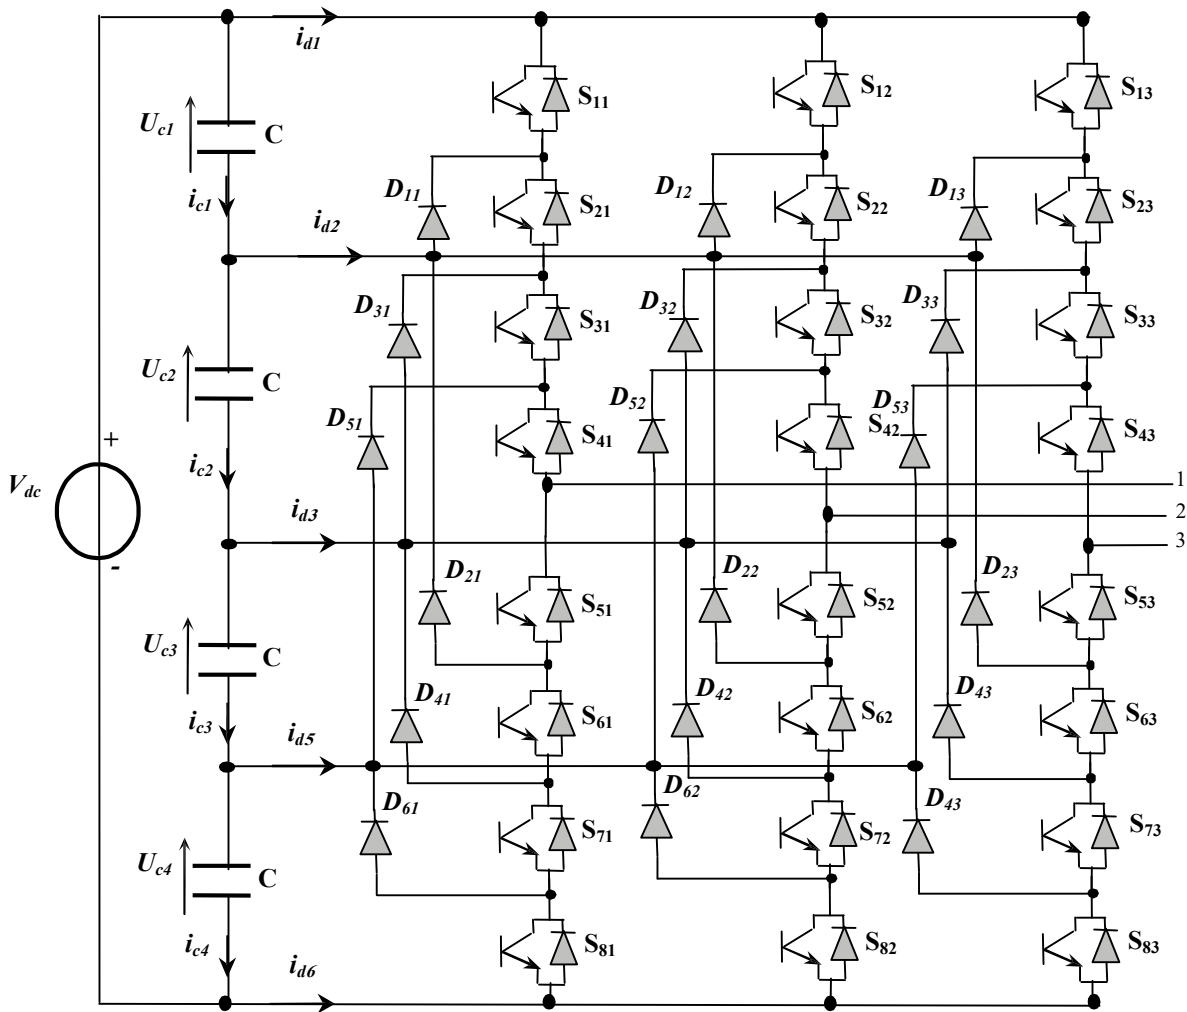 i_d1
S_11
S_12
S_13
U_c1
C
i_c1
D_11
S_21
D_12
S_22
D_13
S_23
i_d2
D_31
S_31
D_32
S_32
D_33
S_33
U_c2
C
D_51
S_41
D_52
D_53
S_42
S_43
+
i_c2
V_dc
1
2
3
i_d3
-
D_21
S_51
D_22
S_52
D_23
S_53
U_c3
C
D_41
S_61
D_42
S_62
D_43
S_63
i_c3
i_d5
D_61
S_71
D_62
S_72
D_43
S_73
U_c4
C
i_c4
S_81
S_82
S_83
i_d6